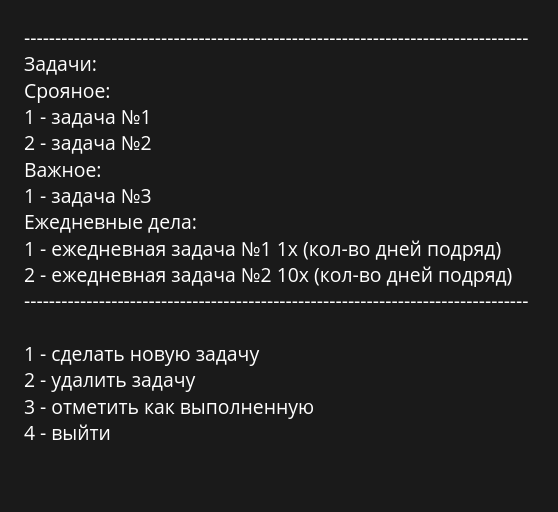 --------------------------------------------------------------------------------
Задачи:
Срояное:
1 - задача №1
2 - задача №2
Важное:
1 - задача №3
Ежедневные дела:
1 - ежедневная задача №1 1x (кол-во дней подряд)
2 - ежедневная задача №2 10x (кол-во дней подряд)
--------------------------------------------------------------------------------
1 - сделать новую задачу
2 - удалить задачу
3 - отметить как выполненную
4 - выйти